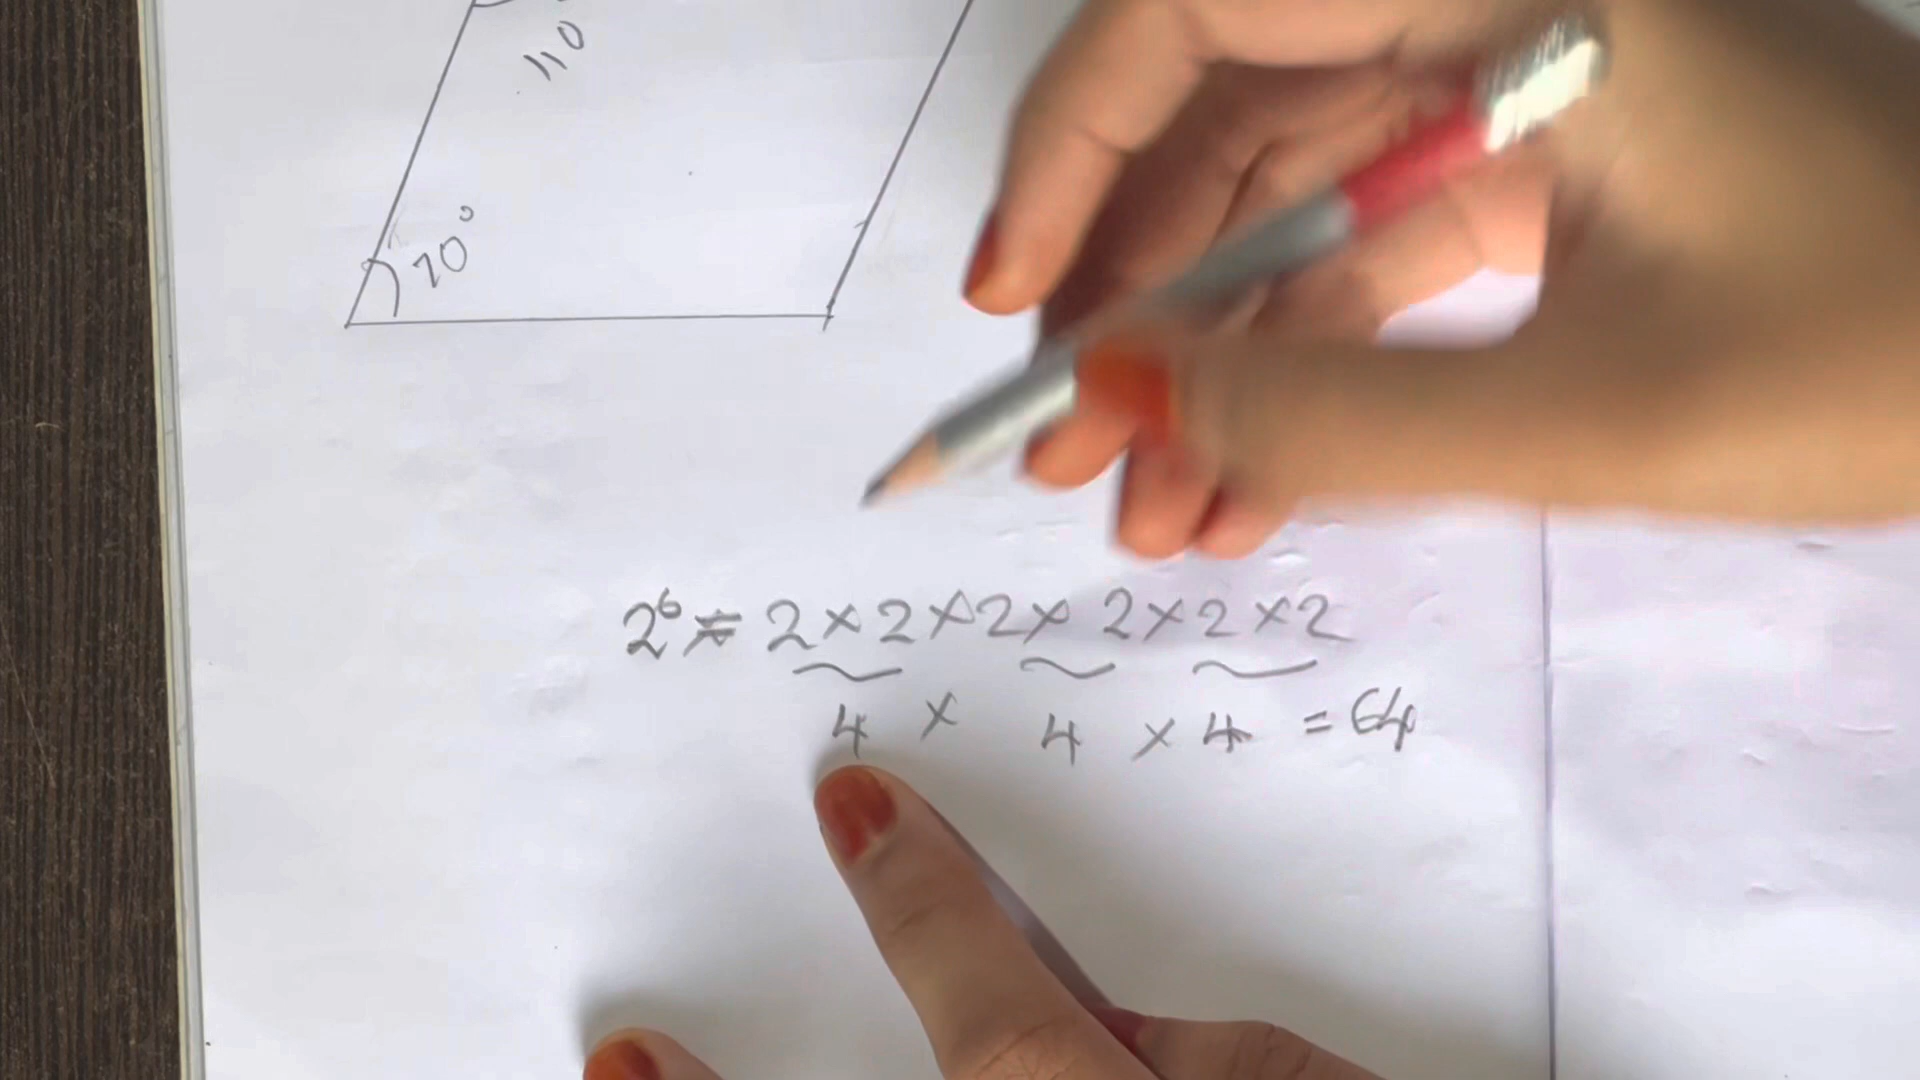 110
70°
2⁶ = 2 × 2 × 2 × 2 × 2 × 2
4 × 4 × 4 = 64